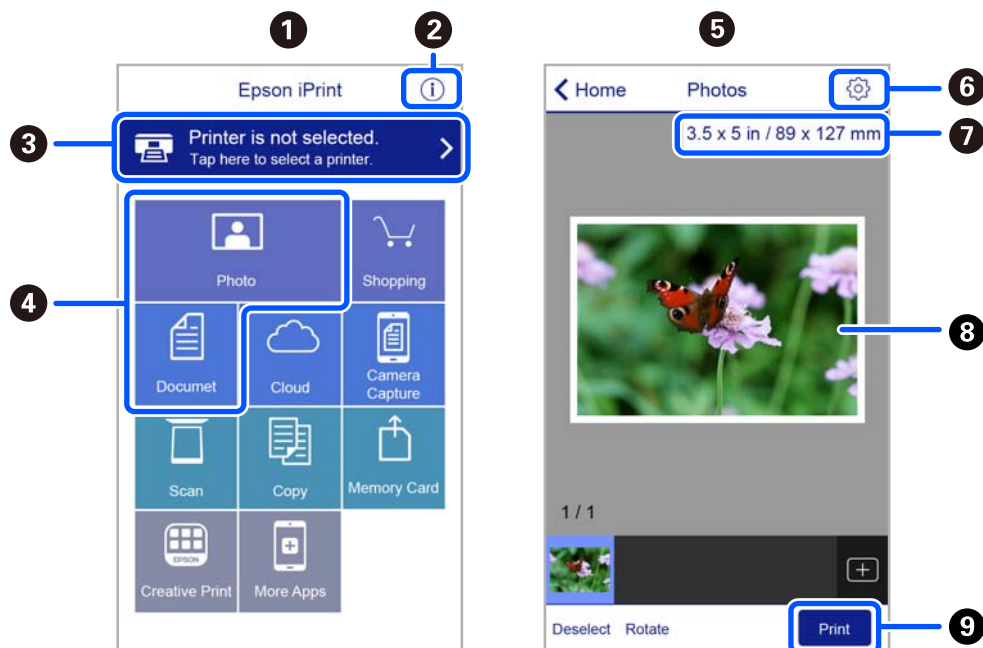 1
2
Epson iPrint
i
3
Printer is not selected.
Tap here to select a printer.
4
Photo
Shopping
Documet
Cloud
Camera
Capture
Scan
Copy
Memory Card
EPSON
Creative Print
More Apps
5
Home
Photos
6
3.5 x 5 in / 89 x 127 mm
7
8
1 / 1
Deselect
Rotate
Print
9